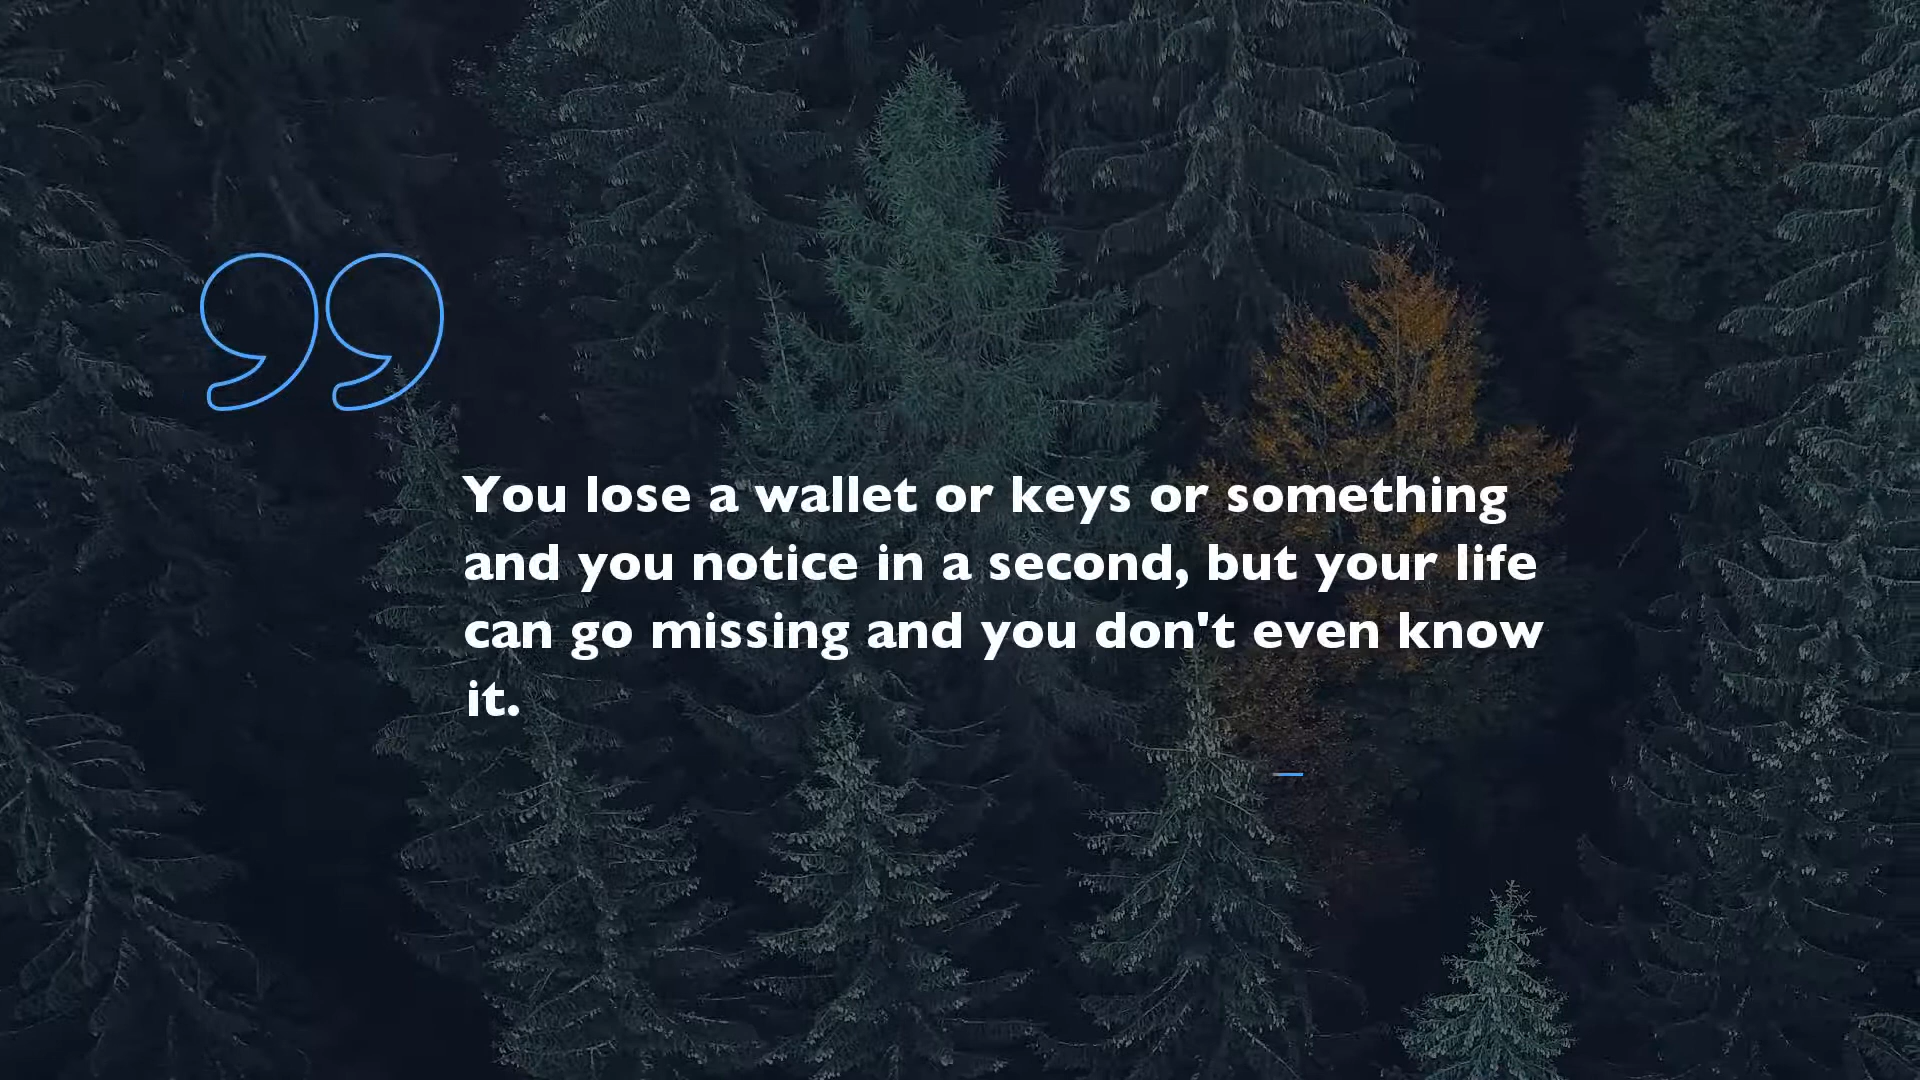 You lose a wallet or keys or something
and you notice in a second, but your life
can go missing and you don't even know
it.